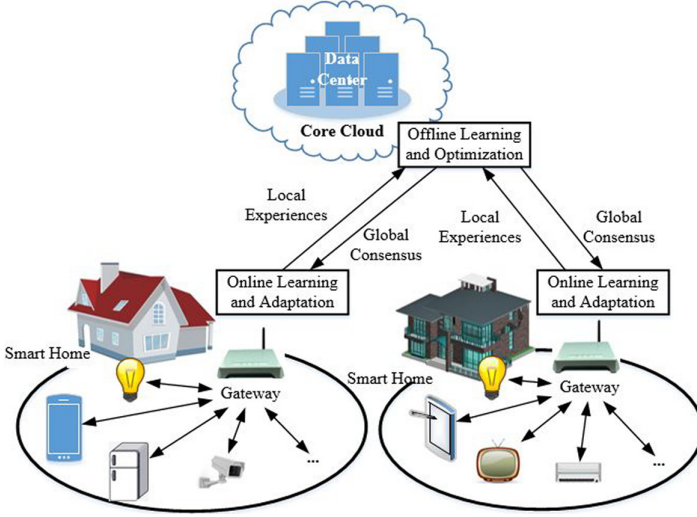 Data
Center
Core Cloud
Offline Learning
and Optimization
Local
Experiences
Global
Consensus
Local
Experiences
Global
Consensus
Online Learning
and Adaptation
Online Learning
and Adaptation
Smart Home
Gateway
...
Smart Home
Gateway
...